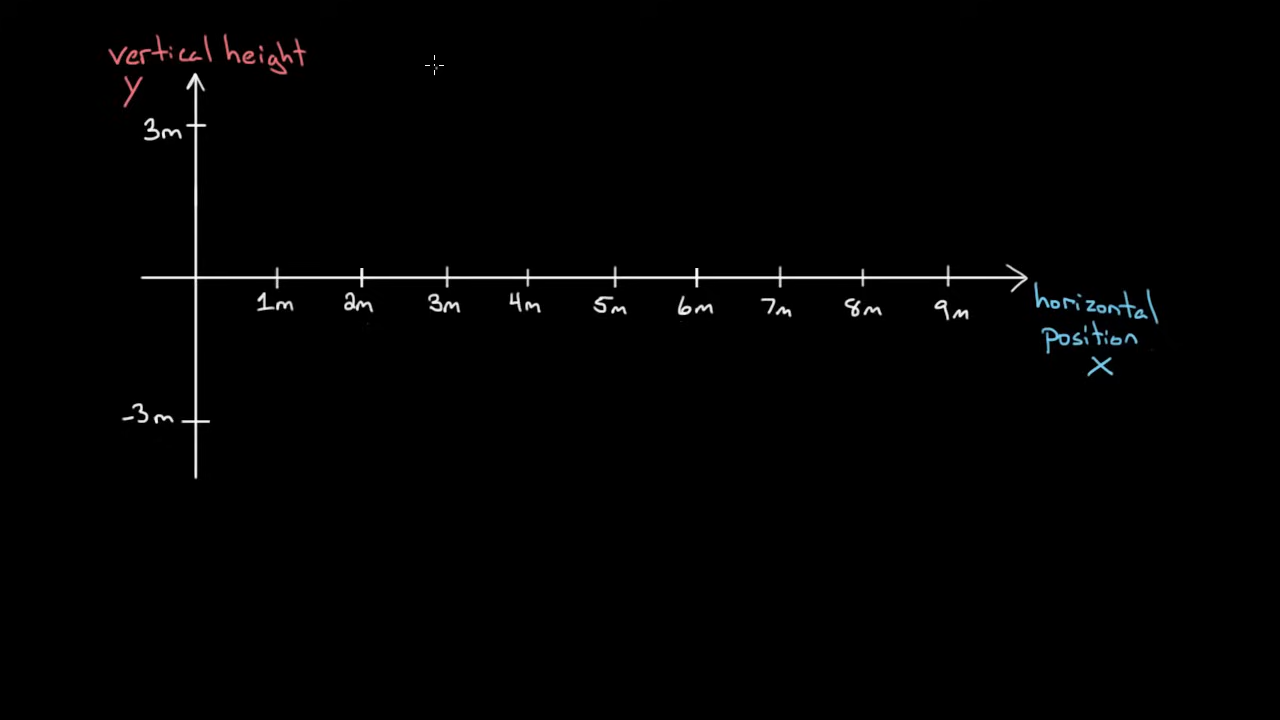 vertical height
y
3m
1m 2m 3m 4m 5m 6m 7m 8m 9m
horizontal
position
x
-3m